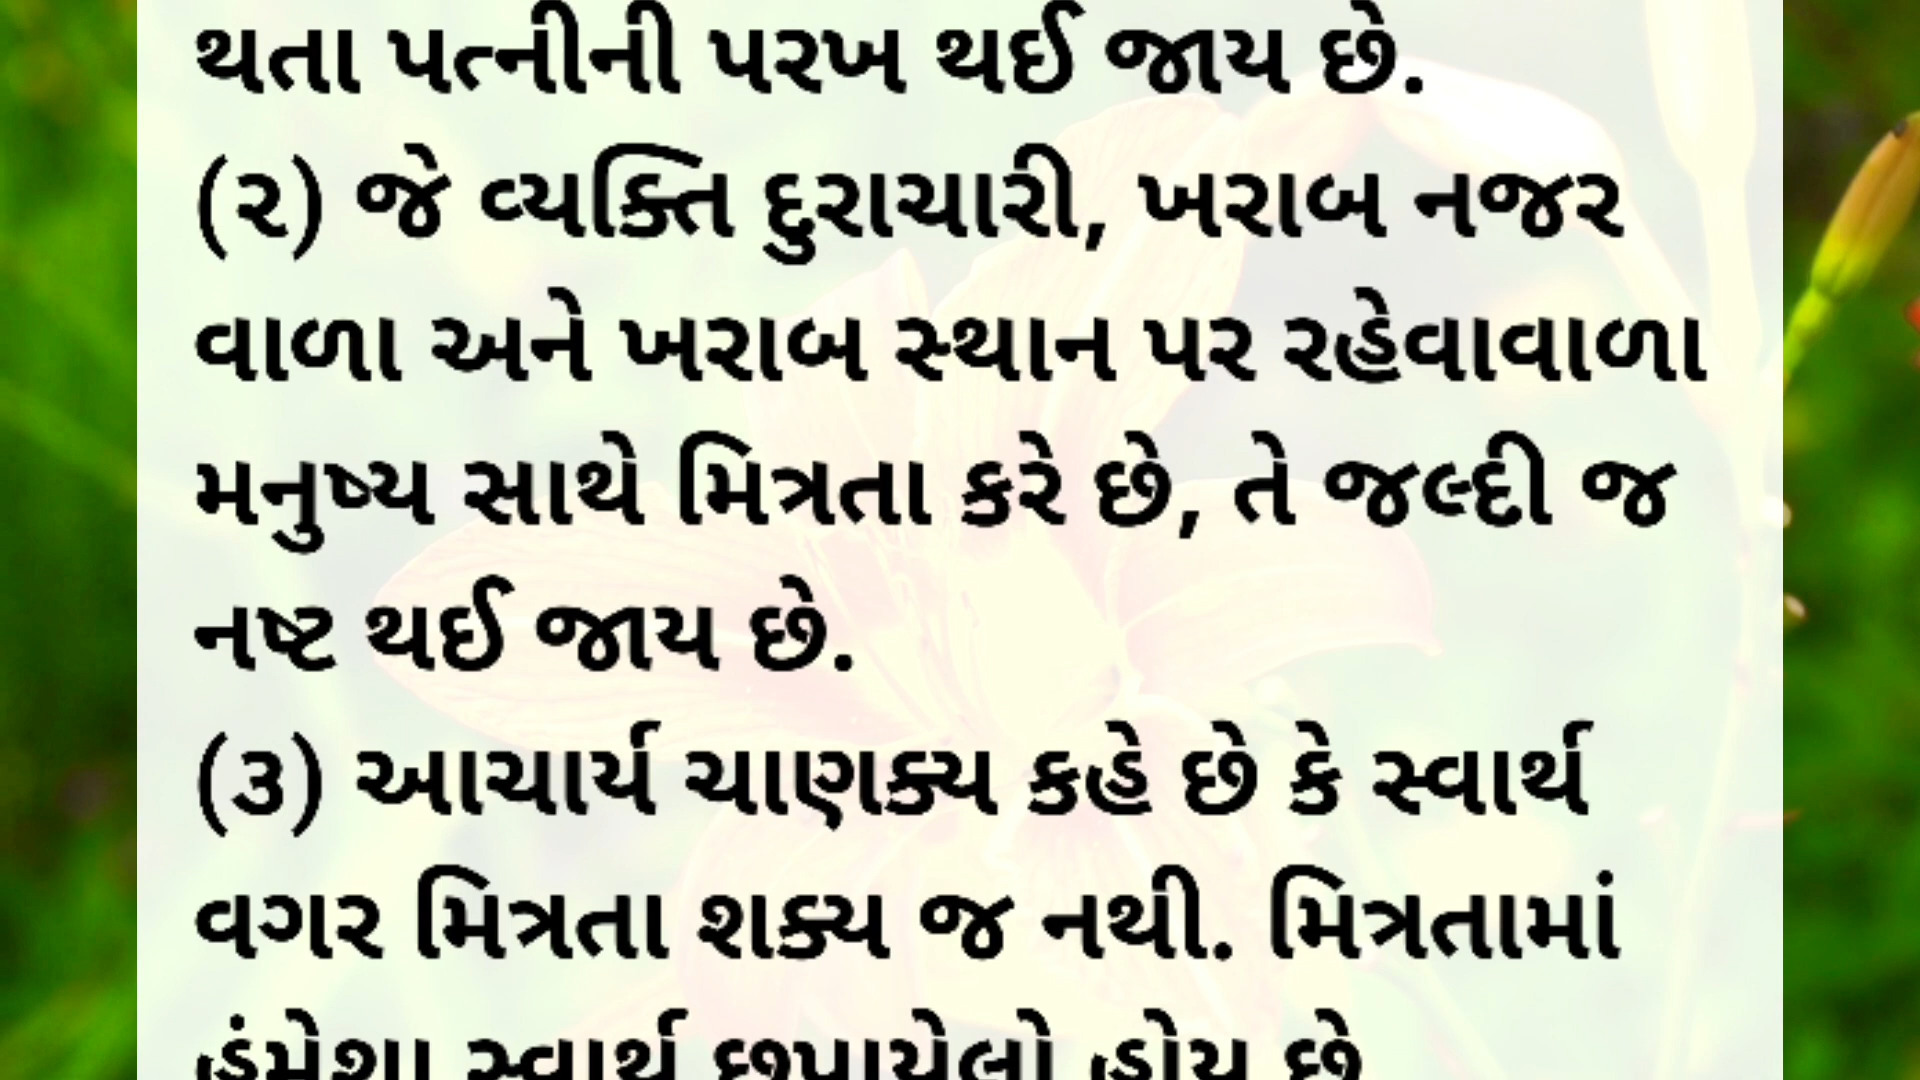 થતા પત્નીની પરખ થઈ જાય છે.
(૨) જે વ્યક્તિ દુરાચારી, ખરાબ નજર
વાળા અને ખરાબ સ્થાન પર રહેવાવાળા
મનુષ્ય સાથે મિત્રતા કરે છે, તે જલ્દી જ
નષ્ટ થઈ જાય છે.
(૩) આચાર્ય ચાણક્ય કહે છે કે સ્વાર્થ
વગર મિત્રતા શક્ય જ નથી. મિત્રતામાં
હંમેશા સ્વાર્થ છુપાયેલો હોય છે